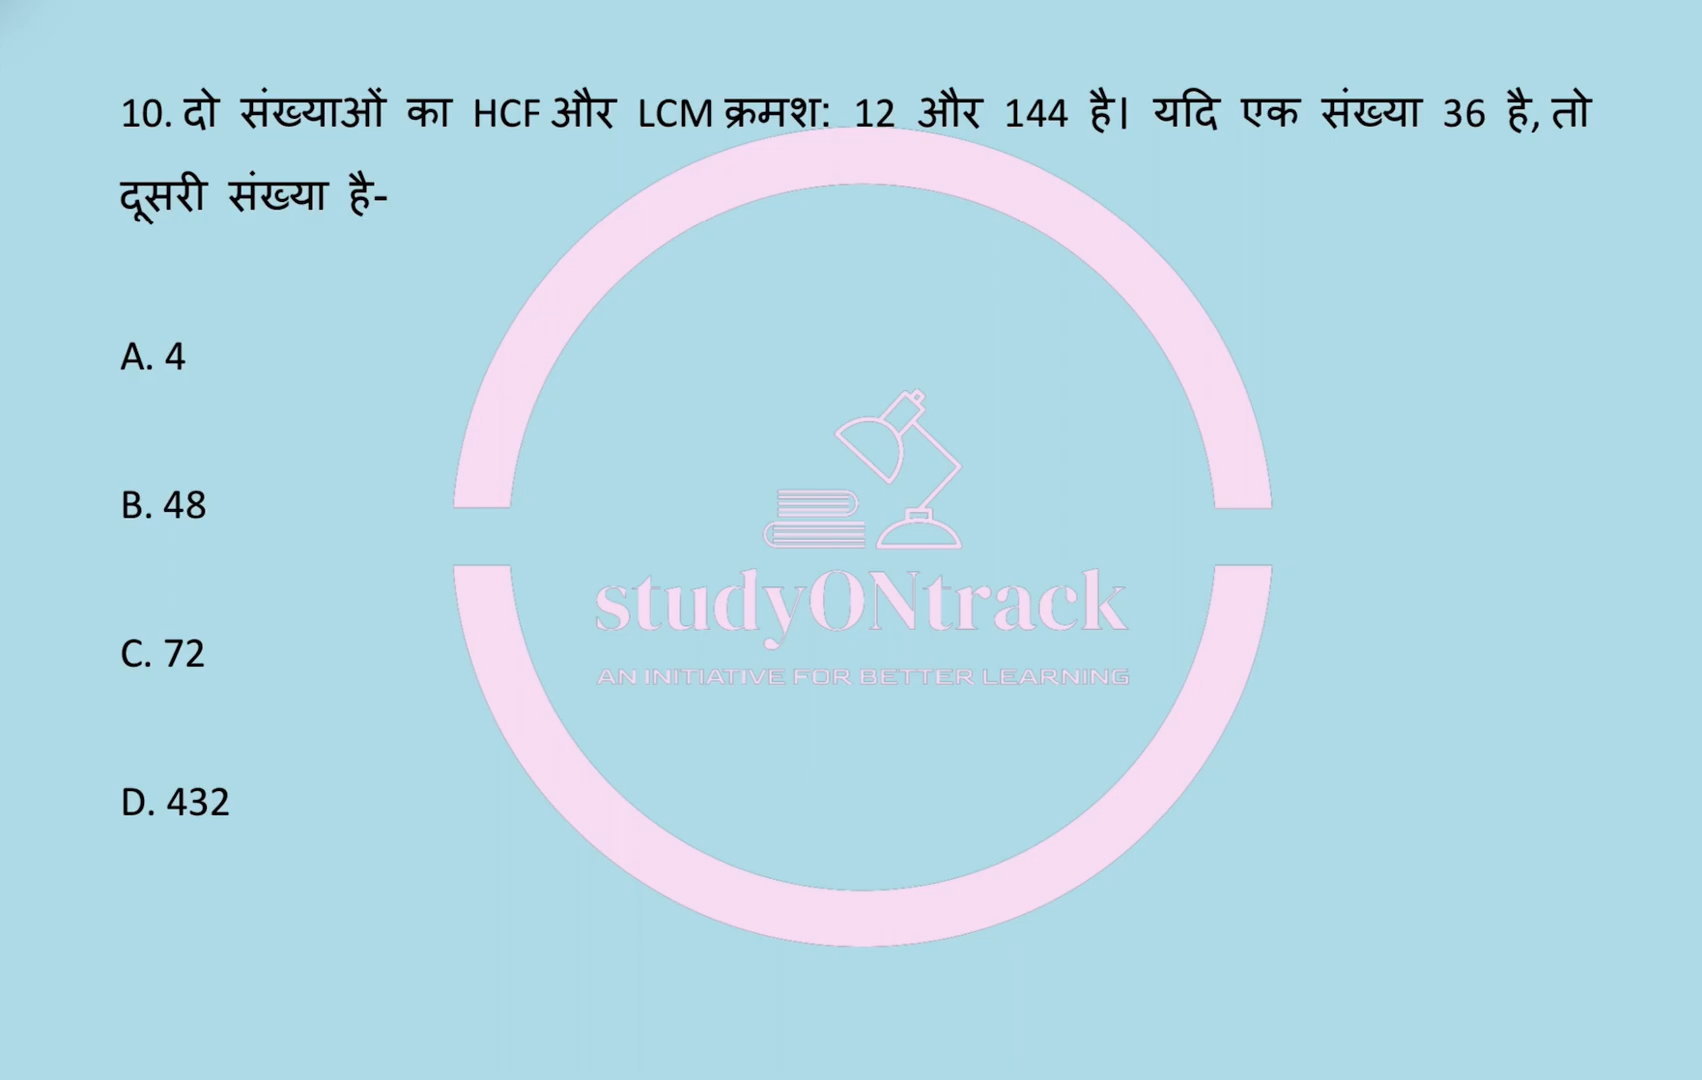 10. दो संख्याओं का HCF और LCM क्रमश: 12 और 144 है। यदि एक संख्या 36 है, तो
दूसरी संख्या है-
A. 4
B. 48
C. 72
D. 432
studyONtrack
AN INITIATIVE FOR BETTER LEARNING